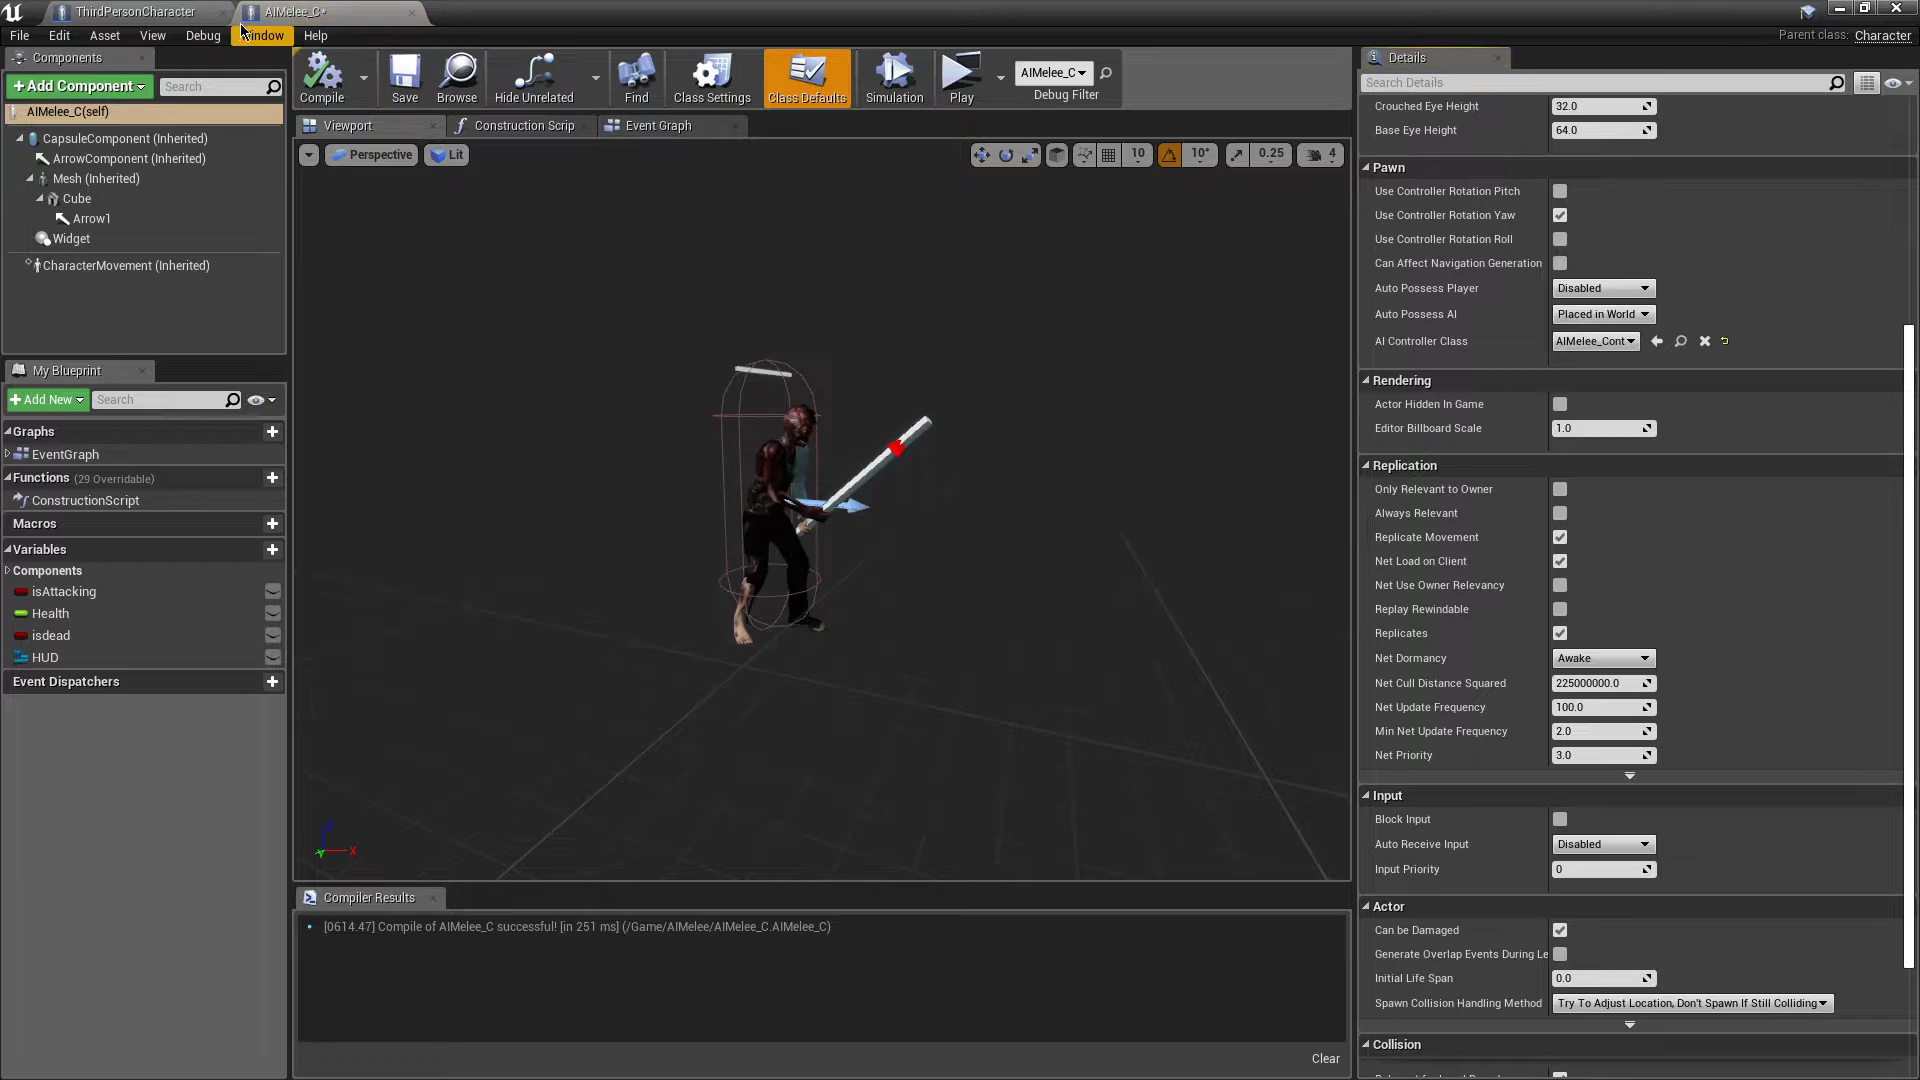 ThirdPersonCharacter
AIMelee_C*
File Edit Asset View Debug Window Help
Parent class: Character
Components
+Add Component
Search
AIMelee_C(self)
CapsuleComponent (Inherited)
ArrowComponent (Inherited)
Mesh (Inherited)
Cube
Arrow1
Widget
CharacterMovement (Inherited)
My Blueprint
+Add New
Search
Graphs
EventGraph
Functions (29 Overridable)
ConstructionScript
Macros
Variables
Components
isAttacking
Health
isdead
HUD
Event Dispatchers
Compile
Save
Browse
Hide Unrelated
Find
Class Settings
Class Defaults
Simulation
Play
AIMelee_C
Debug Filter
Viewport
Construction Scrip
Event Graph
Perspective
Lit
10
10°
0.25
4
X
Compiler Results
[0614.47] Compile of AIMelee_C successful! [in 251 ms] (/Game/AIMelee/AIMelee_C.AIMelee_C)
Clear
Details
Search Details
Crouched Eye Height 32.0
Base Eye Height 64.0
Pawn
Use Controller Rotation Pitch
Use Controller Rotation Yaw
Use Controller Rotation Roll
Can Affect Navigation Generation
Auto Possess Player Disabled
Auto Possess AI Placed in World
AI Controller Class AIMelee_Cont
Rendering
Actor Hidden In Game
Editor Billboard Scale 1.0
Replication
Only Relevant to Owner
Always Relevant
Replicate Movement
Net Load on Client
Net Use Owner Relevancy
Replay Rewindable
Replicates
Net Dormancy Awake
Net Cull Distance Squared 225000000.0
Net Update Frequency 100.0
Min Net Update Frequency 2.0
Net Priority 3.0
Input
Block Input
Auto Receive Input Disabled
Input Priority 0
Actor
Can be Damaged
Generate Overlap Events During Le
Initial Life Span 0.0
Spawn Collision Handling Method Try To Adjust Location, Don't Spawn If Still Colliding
Collision